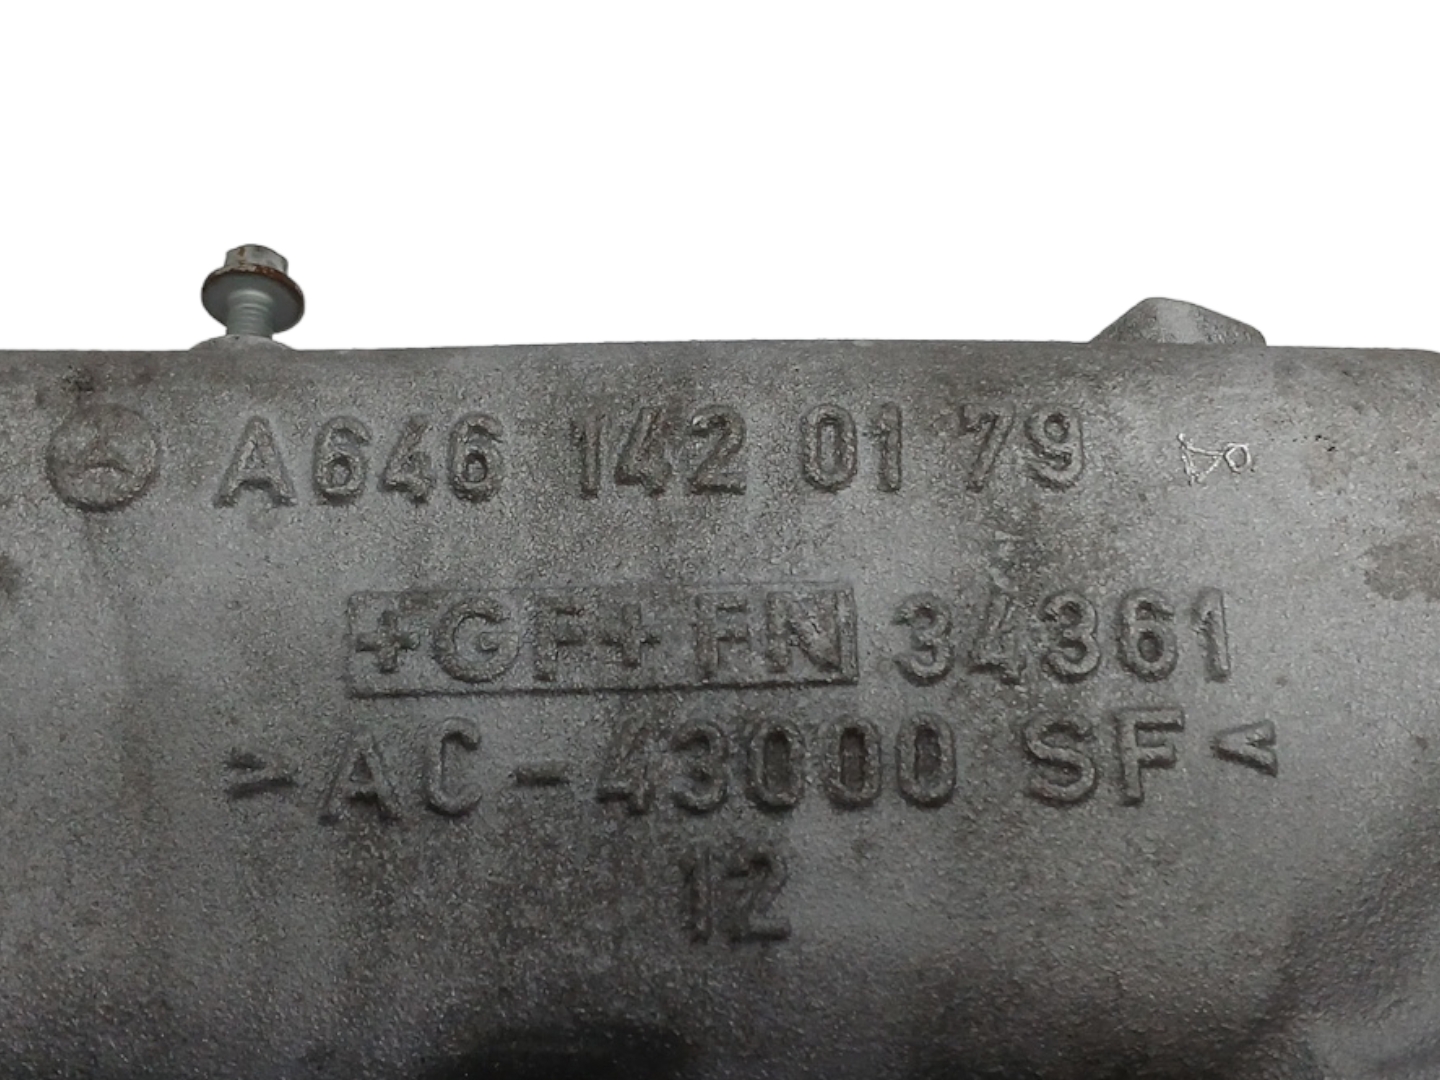 A646 142 01 79
+GF+ FN 34361
>AC-43000 SF<
12